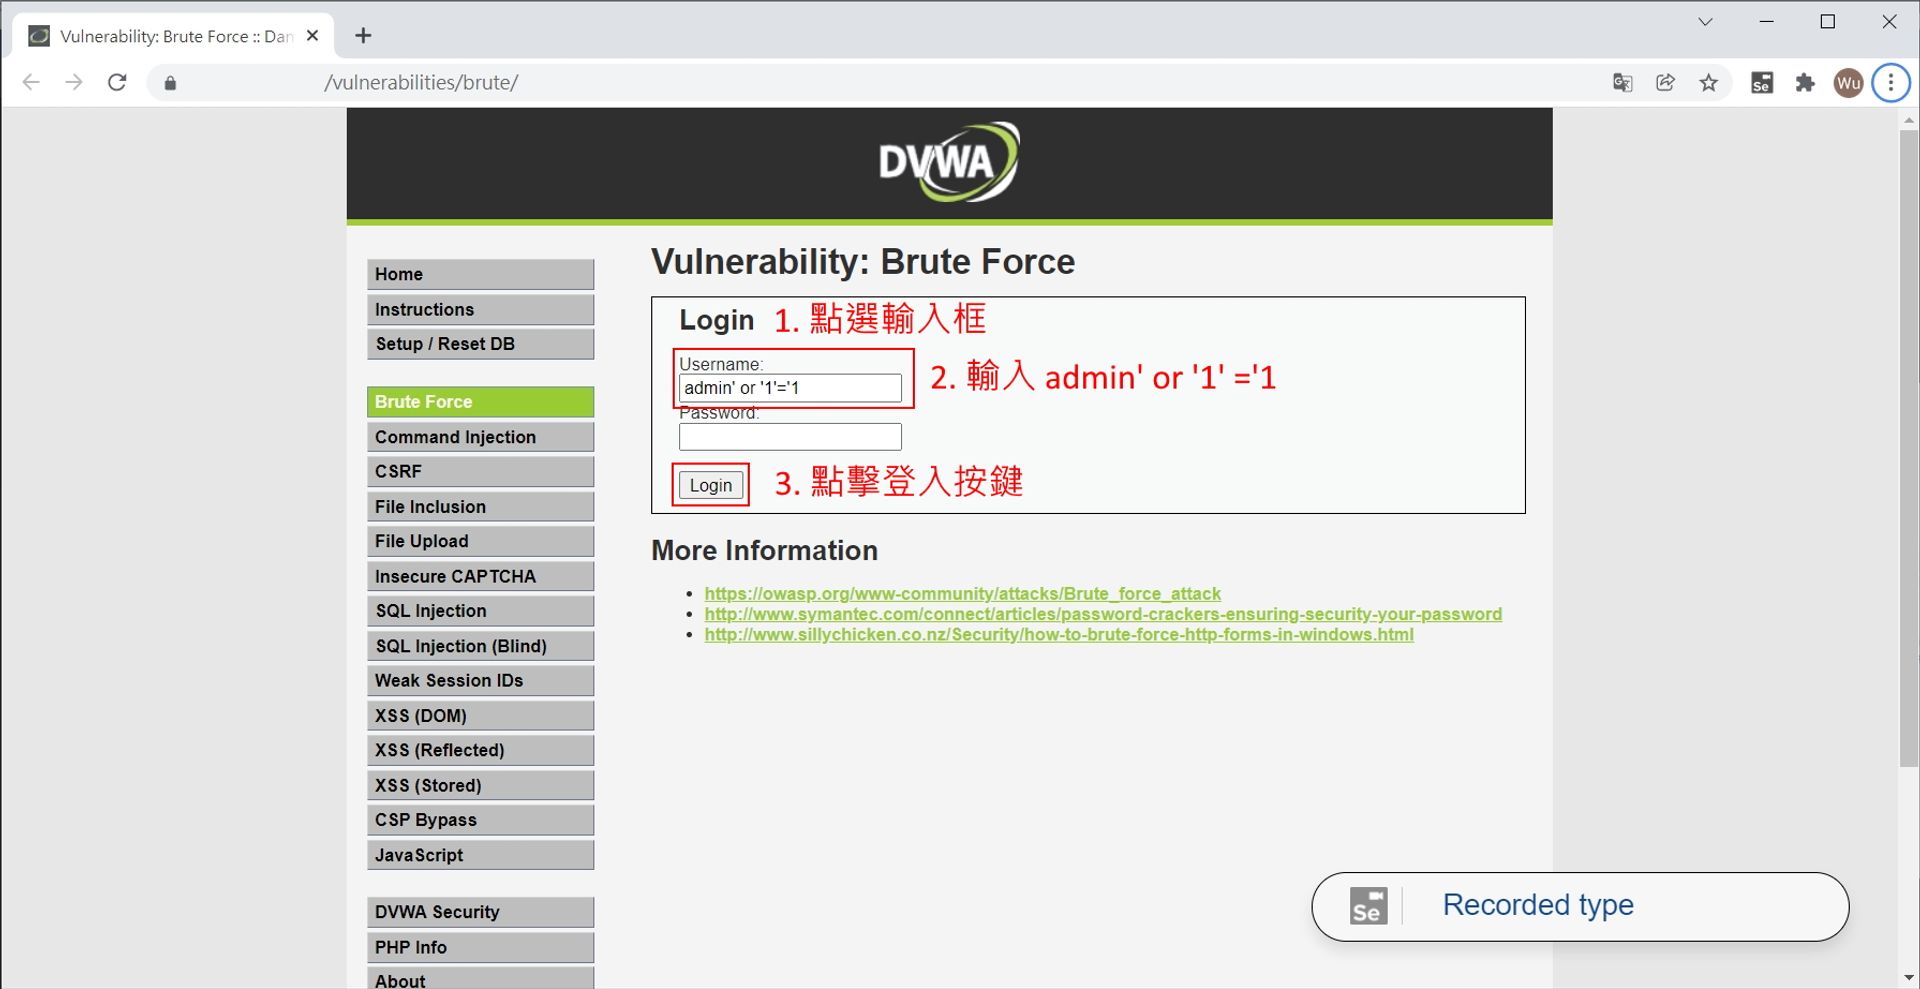 Vulnerability: Brute Force :: Dam
/vulnerabilities/brute/
Se
Wu
DVWA
Home
Instructions
Setup / Reset DB
Brute Force
Command Injection
CSRF
File Inclusion
File Upload
Insecure CAPTCHA
SQL Injection
SQL Injection (Blind)
Weak Session IDs
XSS (DOM)
XSS (Reflected)
XSS (Stored)
CSP Bypass
JavaScript
DVWA Security
PHP Info
About
Vulnerability: Brute Force
Login 1. 點選輸入框
Username:
admin' or '1'='1
2. 輸入 admin' or '1' ='1
Password:
Login 3. 點擊登入按鍵
More Information
https://owasp.org/www-community/attacks/Brute_force_attack
http://www.symantec.com/connect/articles/password-crackers-ensuring-security-your-password
http://www.sillychicken.co.nz/Security/how-to-brute-force-http-forms-in-windows.html
Se Recorded type